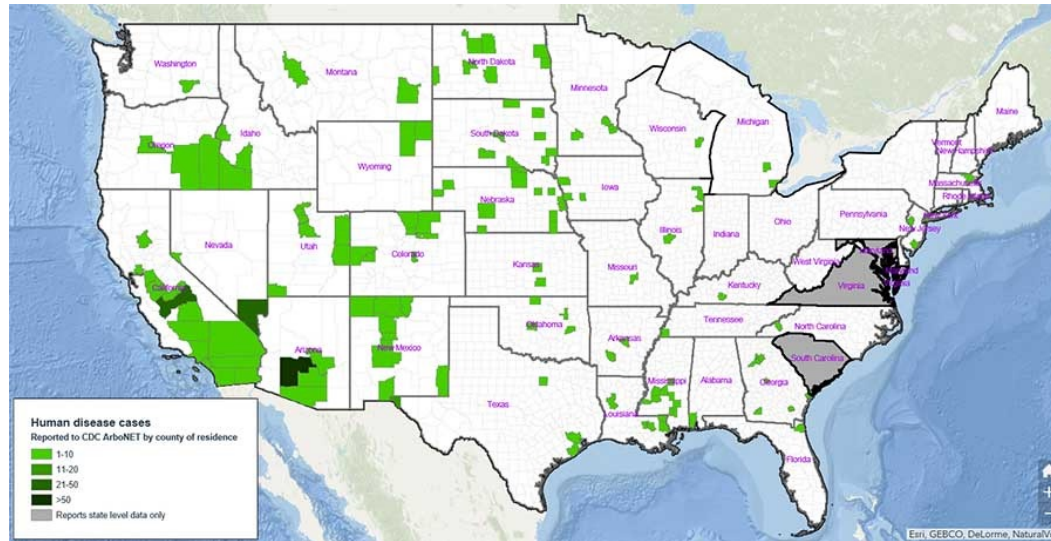 Washington
Montana
North Dakota
Minnesota
Maine
Oregon
Idaho
Wyoming
South Dakota
Wisconsin
Michigan
Vermont
New Hampshire
Massachusetts
Nebraska
Iowa
Nevada
Utah
Colorado
Kansas
Missouri
Illinois
Indiana
Ohio
Pennsylvania
New Jersey
West Virginia
Virginia
Kentucky
California
Arizona
New Mexico
Oklahoma
Arkansas
Tennessee
North Carolina
South Carolina
Texas
Louisiana
Mississippi
Alabama
Georgia
Florida
Human disease cases
Reported to CDC ArboNET by county of residence
1-10
11-20
21-50
>50
Reports state level data only
Esri, GEBCO, DeLorme, NaturalV